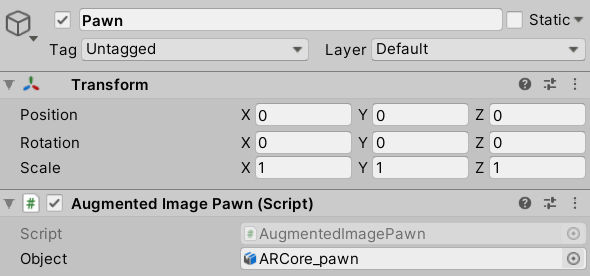 Pawn Static
Tag Untagged Layer Default
Transform
Position X 0 Y 0 Z 0
Rotation X 0 Y 0 Z 0
Scale X 1 Y 1 Z 1
# Augmented Image Pawn (Script)
Script # AugmentedImagePawn
Object ARCore_pawn